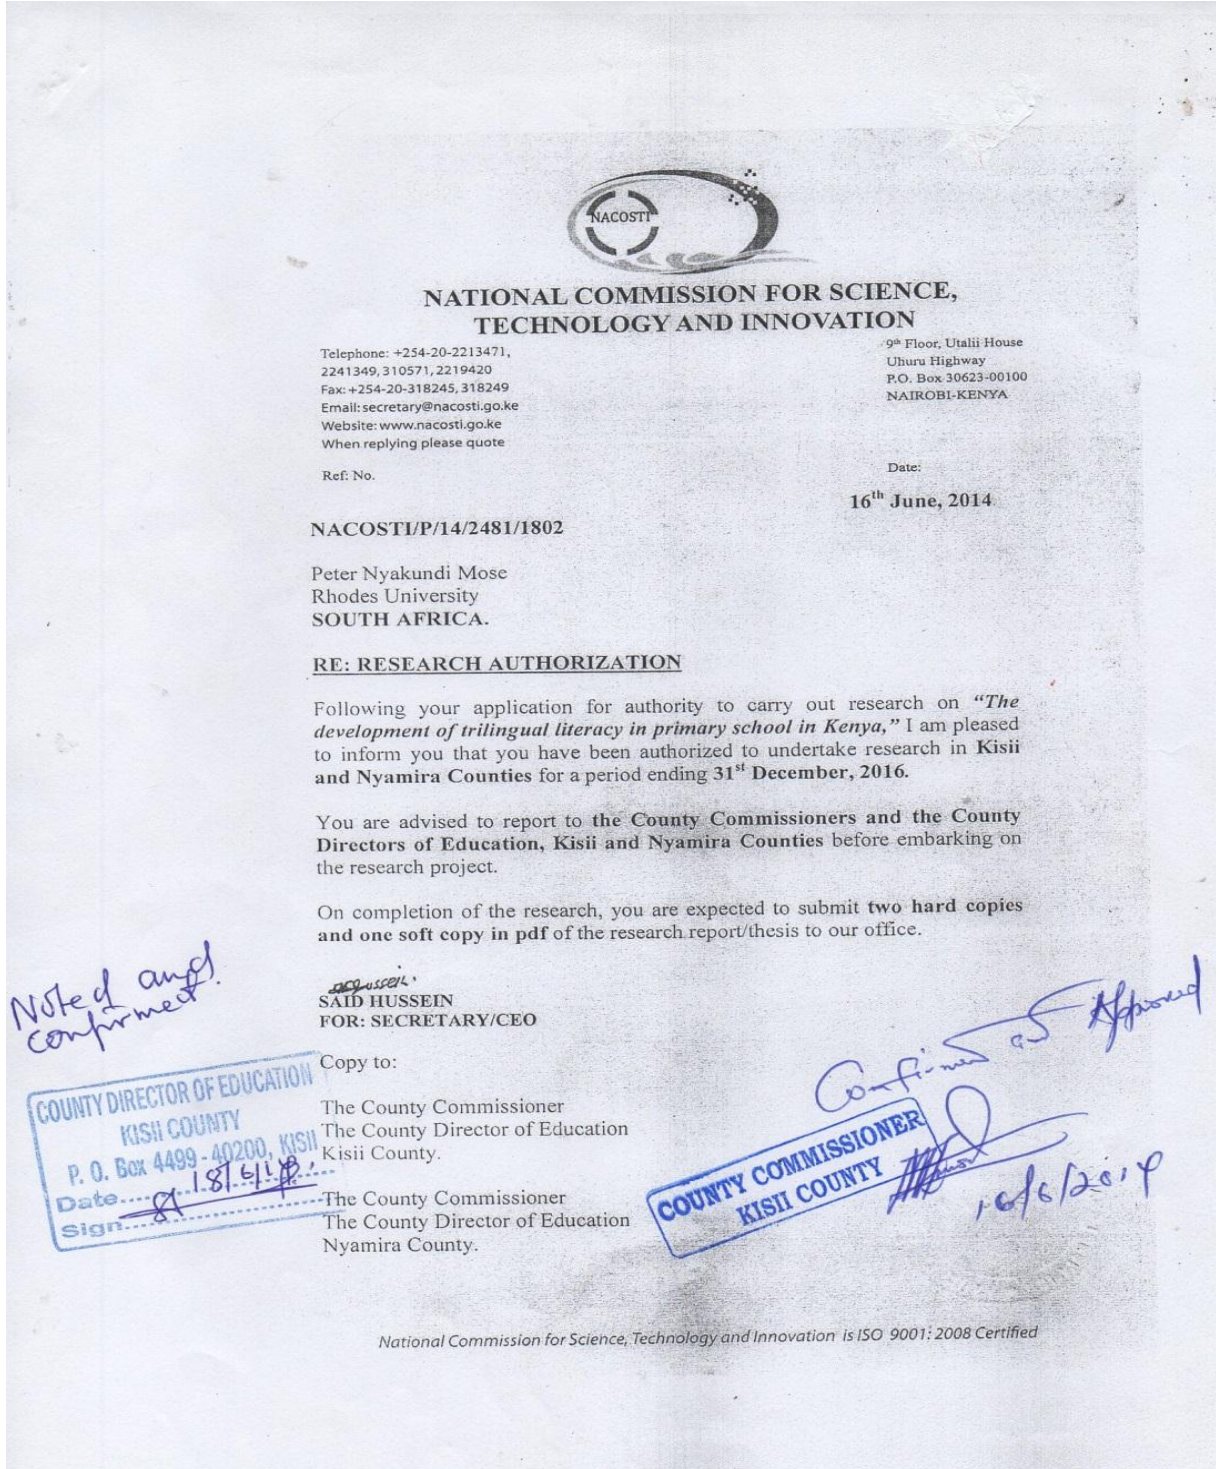 NACOSTI
NATIONAL COMMISSION FOR SCIENCE,
TECHNOLOGY AND INNOVATION
Telephone: +254-20-2213471,
2241349, 310571, 2219420
Fax: +254-20-318245, 318249
Email: secretary@nacosti.go.ke
Website: www.nacosti.go.ke
When replying please quote
9th Floor, Utalii House
Uhuru Highway
P.O. Box 30623-00100
NAIROBI-KENYA
Ref: No.
Date:
16th June, 2014
NACOSTI/P/14/2481/1802
Peter Nyakundi Mose
Rhodes University
SOUTH AFRICA.
RE: RESEARCH AUTHORIZATION
Following your application for authority to carry out research on “The
development of trilingual literacy in primary school in Kenya,” I am pleased
to inform you that you have been authorized to undertake research in Kisii
and Nyamira Counties for a period ending 31st December, 2016.
You are advised to report to the County Commissioners and the County
Directors of Education, Kisii and Nyamira Counties before embarking on
the research project.
On completion of the research, you are expected to submit two hard copies
and one soft copy in pdf of the research report/thesis to our office.
SAID HUSSEIN
FOR: SECRETARY/CEO
Noted and
confirmed.
COUNTY DIRECTOR OF EDUCATION
KISII COUNTY
P. O. Box 4499 - 40200, KISII
Date
Sign
Copy to:
The County Commissioner
The County Director of Education
Kisii County.
The County Commissioner
The County Director of Education
Nyamira County.
Confirmed and Approved
COUNTY COMMISSIONER
KISII COUNTY
16/6/2014
National Commission for Science, Technology and Innovation is ISO 9001: 2008 Certified